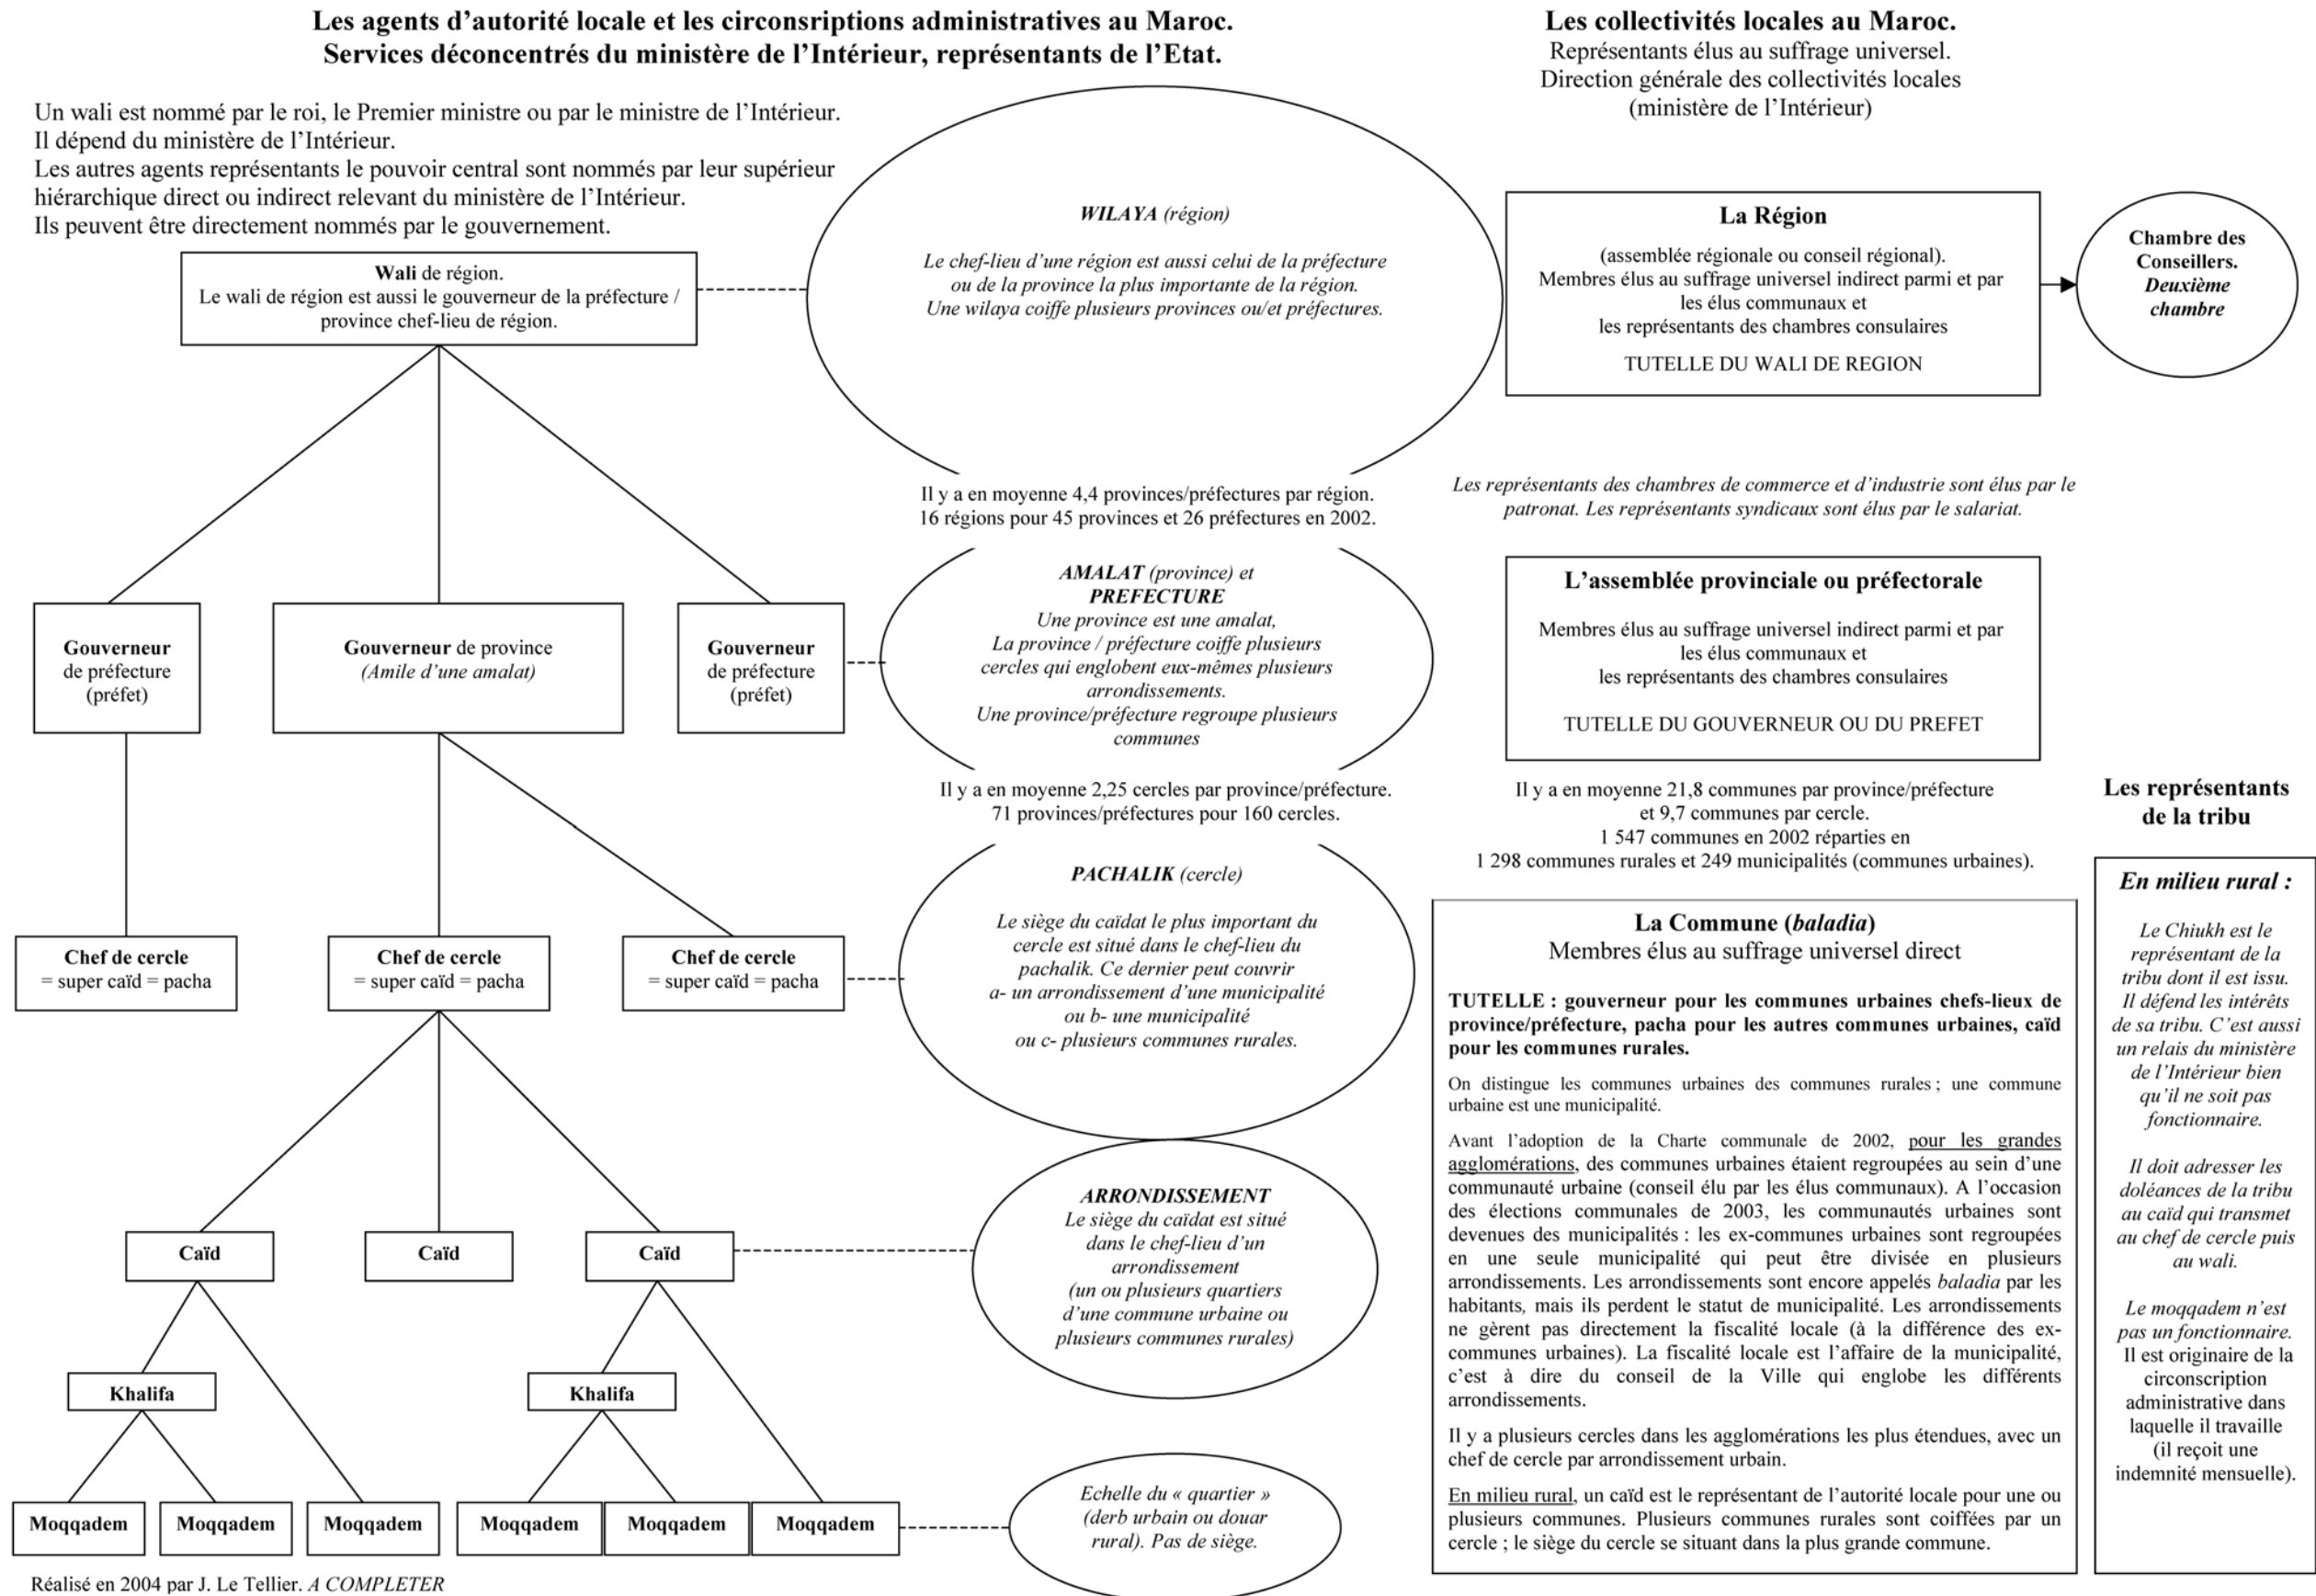 Les agents d'autorité locale et les circonsriptions administratives au Maroc.
Services déconcentrés du ministère de l'Intérieur, représentants de l'Etat.
Un wali est nommé par le roi, le Premier ministre ou par le ministre de l'Intérieur.
Il dépend du ministère de l'Intérieur.
Les autres agents représentants le pouvoir central sont nommés par leur supérieur
hiérarchique direct ou indirect relevant du ministère de l'Intérieur.
Ils peuvent être directement nommés par le gouvernement.
Wali de région.
Le wali de région est aussi le gouverneur de la préfecture /
province chef-lieu de région.
Gouverneur
de préfecture
(préfet)
Gouverneur de province
(Amile d'une amalat)
Gouverneur
de préfecture
(préfet)
Chef de cercle
= super caïd = pacha
Chef de cercle
= super caïd = pacha
Chef de cercle
= super caïd = pacha
Caïd
Caïd
Caïd
Khalifa
Khalifa
Moqqadem
Moqqadem
Moqqadem
Moqqadem
Moqqadem
Moqqadem
Réalisé en 2004 par J. Le Tellier. A COMPLETER
WILAYA (région)
Le chef-lieu d'une région est aussi celui de la préfecture
ou de la province la plus importante de la région.
Une wilaya coiffe plusieurs provinces ou/et préfectures.
Il y a en moyenne 4,4 provinces/préfectures par région.
16 régions pour 45 provinces et 26 préfectures en 2002.
AMALAT (province) et
PREFECTURE
Une province est une amalat,
La province / préfecture coiffe plusieurs
cercles qui englobent eux-mêmes plusieurs
arrondissements.
Une province/préfecture regroupe plusieurs
communes
Il y a en moyenne 2,25 cercles par province/préfecture.
71 provinces/préfectures pour 160 cercles.
PACHALIK (cercle)
Le siège du caïdat le plus important du
cercle est situé dans le chef-lieu du
pachalik. Ce dernier peut couvrir
a- un arrondissement d'une municipalité
ou b- une municipalité
ou c- plusieurs communes rurales.
ARRONDISSEMENT
Le siège du caïdat est situé
dans le chef-lieu d'un
arrondissement
(un ou plusieurs quartiers
d'une commune urbaine ou
plusieurs communes rurales)
Echelle du « quartier »
(derb urbain ou douar
rural). Pas de siège.
Les collectivités locales au Maroc.
Représentants élus au suffrage universel.
Direction générale des collectivités locales
(ministère de l'Intérieur)
La Région
(assemblée régionale ou conseil régional).
Membres élus au suffrage universel indirect parmi et par
les élus communaux et
les représentants des chambres consulaires
TUTELLE DU WALI DE REGION
Chambre des
Conseillers.
Deuxième
chambre
Les représentants des chambres de commerce et d'industrie sont élus par le
patronat. Les représentants syndicaux sont élus par le salariat.
L'assemblée provinciale ou préfectorale
Membres élus au suffrage universel indirect parmi et par
les élus communaux et
les représentants des chambres consulaires
TUTELLE DU GOUVERNEUR OU DU PREFET
Il y a en moyenne 21,8 communes par province/préfecture
et 9,7 communes par cercle.
1 547 communes en 2002 réparties en
1 298 communes rurales et 249 municipalités (communes urbaines).
La Commune (baladia)
Membres élus au suffrage universel direct
TUTELLE : gouverneur pour les communes urbaines chefs-lieux de
province/préfecture, pacha pour les autres communes urbaines, caïd
pour les communes rurales.
On distingue les communes urbaines des communes rurales ; une commune
urbaine est une municipalité.
Avant l'adoption de la Charte communale de 2002, pour les grandes
agglomérations, des communes urbaines étaient regroupées au sein d'une
communauté urbaine (conseil élu par les élus communaux). A l'occasion
des élections communales de 2003, les communautés urbaines sont
devenues des municipalités : les ex-communes urbaines sont regroupées
en une seule municipalité qui peut être divisée en plusieurs
arrondissements. Les arrondissements sont encore appelés baladia par les
habitants, mais ils perdent le statut de municipalité. Les arrondissements
ne gèrent pas directement la fiscalité locale (à la différence des ex-
communes urbaines). La fiscalité locale est l'affaire de la municipalité,
c'est à dire du conseil de la Ville qui englobe les différents
arrondissements.
Il y a plusieurs cercles dans les agglomérations les plus étendues, avec un
chef de cercle par arrondissement urbain.
En milieu rural, un caïd est le représentant de l'autorité locale pour une ou
plusieurs communes. Plusieurs communes rurales sont coiffées par un
cercle ; le siège du cercle se situant dans la plus grande commune.
Les représentants
de la tribu
En milieu rural :
Le Chiukh est le
représentant de la
tribu dont il est issu.
Il défend les intérêts
de sa tribu. C'est aussi
un relais du ministère
de l'Intérieur bien
qu'il ne soit pas
fonctionnaire.
Il doit adresser les
doléances de la tribu
au caïd qui transmet
au chef de cercle puis
au wali.
Le moqqadem n'est
pas un fonctionnaire.
Il est originaire de la
circonscription
administrative dans
laquelle il travaille
(il reçoit une
indemnité mensuelle).